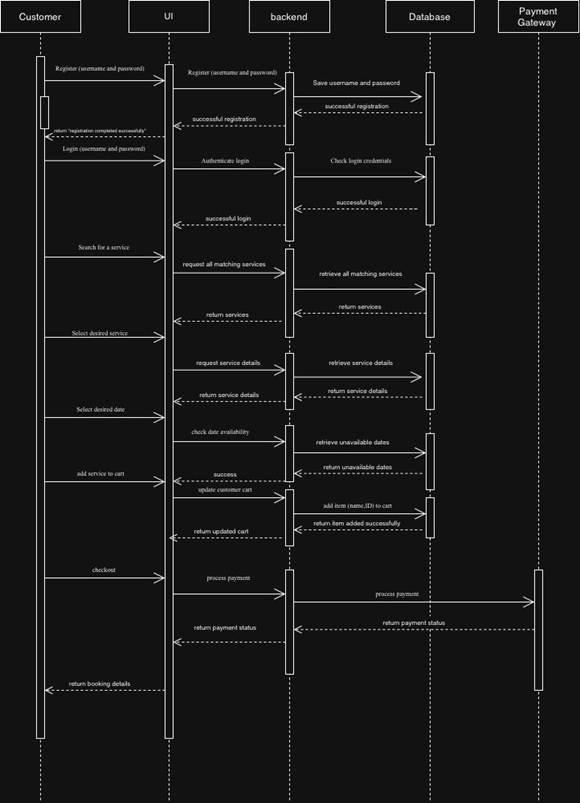 Customer
UI
backend
Database
Payment
Gateway
Register (username and password)
Register (username and password)
Save username and password
successful registration
successful registration
return "registration completed successfully"
Login (username and password)
Authenticate login
Check login credentials
successful login
successful login
Search for a service
request all matching services
retrieve all matching services
return services
return services
Select desired service
request service details
retrieve service details
return service details
return service details
Select desired date
check date availability
retrieve unavailable dates
return unavailable dates
success
add service to cart
update customer cart
add item (name,ID) to cart
return item added successfully
return updated cart
checkout
process payment
process payment
return payment status
return payment status
return booking details